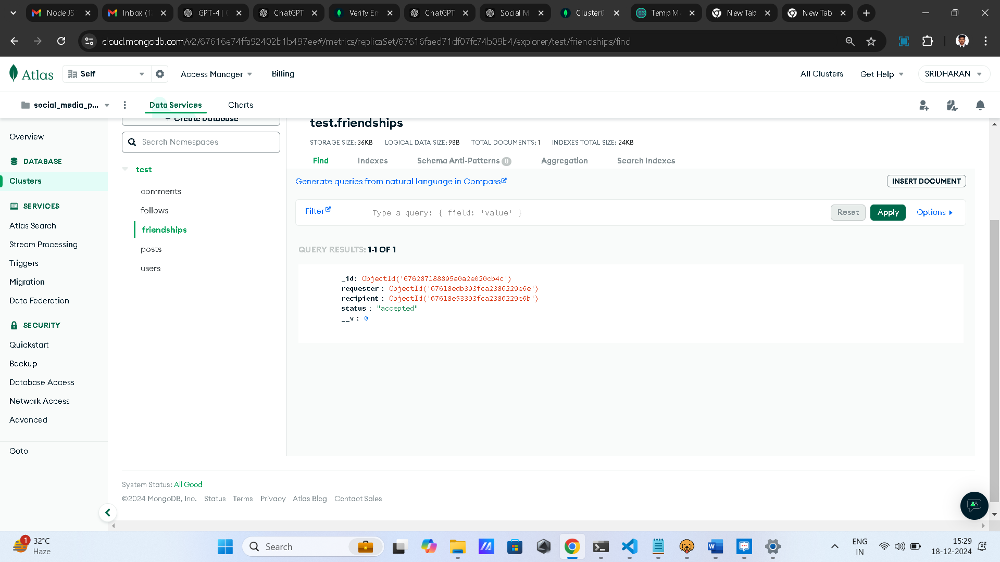 Node JS
Inbox (1
GPT-4 | (
ChatGPT
Verify En
ChatGPT
Social M
Cluster0
Temp M
New Tab
New Tab
cloud.mongodb.com/v2/67616e74ffa92402b1b497ee#/metrics/replicaSet/67616faed71df07fc74b09b4/explorer/test/friendships/find
Atlas
Self
Access Manager
Billing
All Clusters
Get Help
SRIDHARAN
social_media_p...
Data Services
Charts
Overview
DATABASE
Clusters
SERVICES
Atlas Search
Stream Processing
Triggers
Migration
Data Federation
SECURITY
Quickstart
Backup
Database Access
Network Access
Advanced
Goto
+ Create Database
Search Namespaces
test
comments
follows
friendships
posts
users
test.friendships
STORAGE SIZE: 36KB LOGICAL DATA SIZE: 98B TOTAL DOCUMENTS: 1 INDEXES TOTAL SIZE: 24KB
Find Indexes Schema Anti-Patterns 0 Aggregation Search Indexes
Generate queries from natural language in Compass
INSERT DOCUMENT
Filter
Type a query: { field: 'value' }
Reset
Apply
Options
QUERY RESULTS: 1-1 OF 1
_id: ObjectId('676287188895a0a2e020cb4c')
requester : ObjectId('67618edb393fca2386229e6e')
recipient : ObjectId('67618e53393fca2386229e6b')
status : "accepted"
__v : 0
System Status: All Good
©2024 MongoDB, Inc. Status Terms Privacy Atlas Blog Contact Sales
1
32°C
Haze
Search
ENG
IN
15:29
18-12-2024